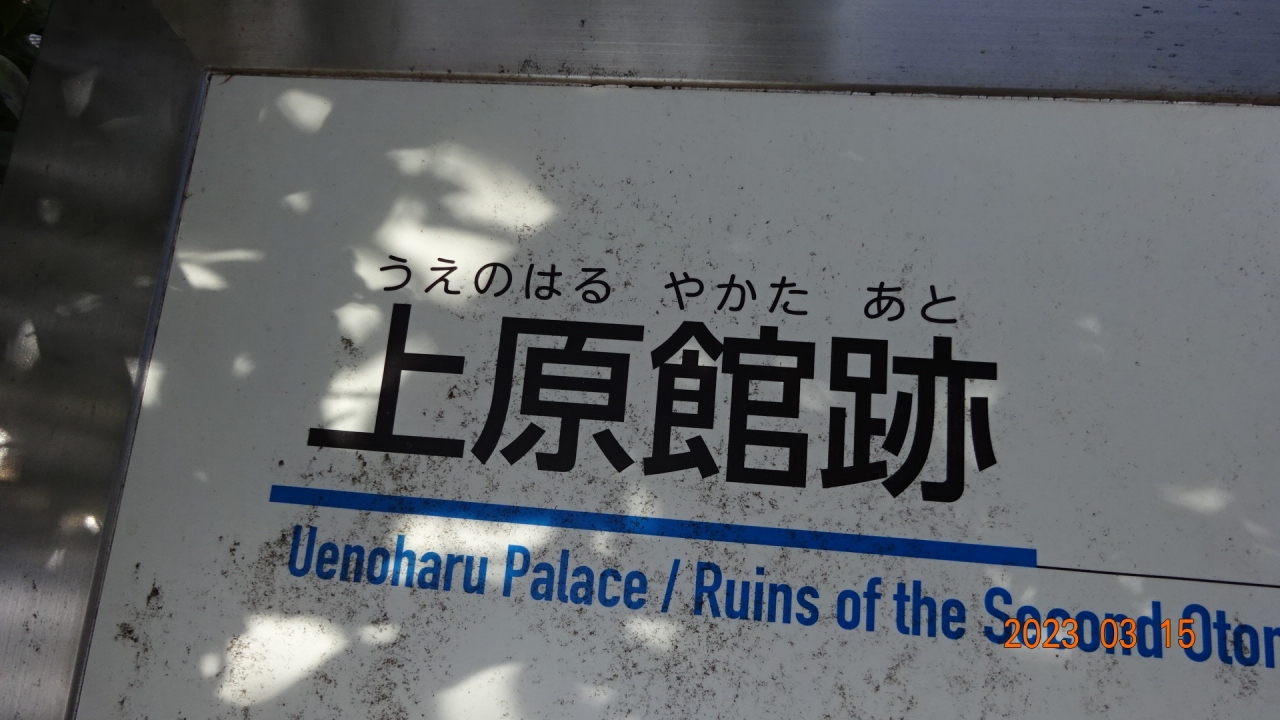 うえのはる　やかた　あと
上原館跡
Uenoharu Palace / Ruins of the Second
2023 03 15